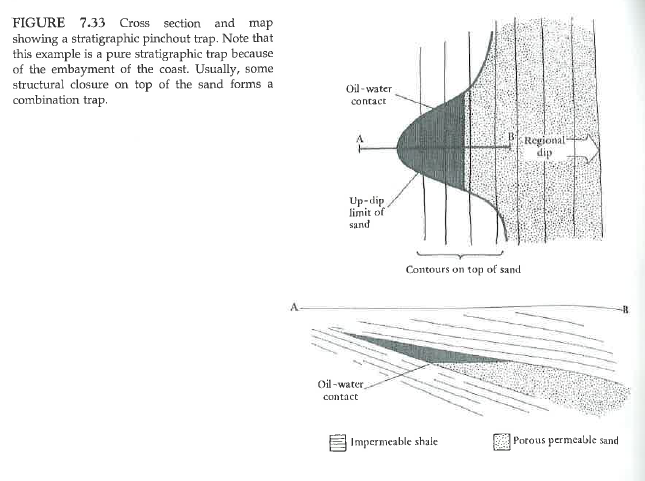 FIGURE 7.33 Cross section and map
showing a stratigraphic pinchout trap. Note that
this example is a pure stratigraphic trap because
of the embayment of the coast. Usually, some
structural closure on top of the sand forms a
combination trap.
Oil-water
contact
A
B
Regional
dip
Up-dip
limit of
sand
Contours on top of sand
A
B
Oil-water
contact
Impermeable shale
Porous permeable sand